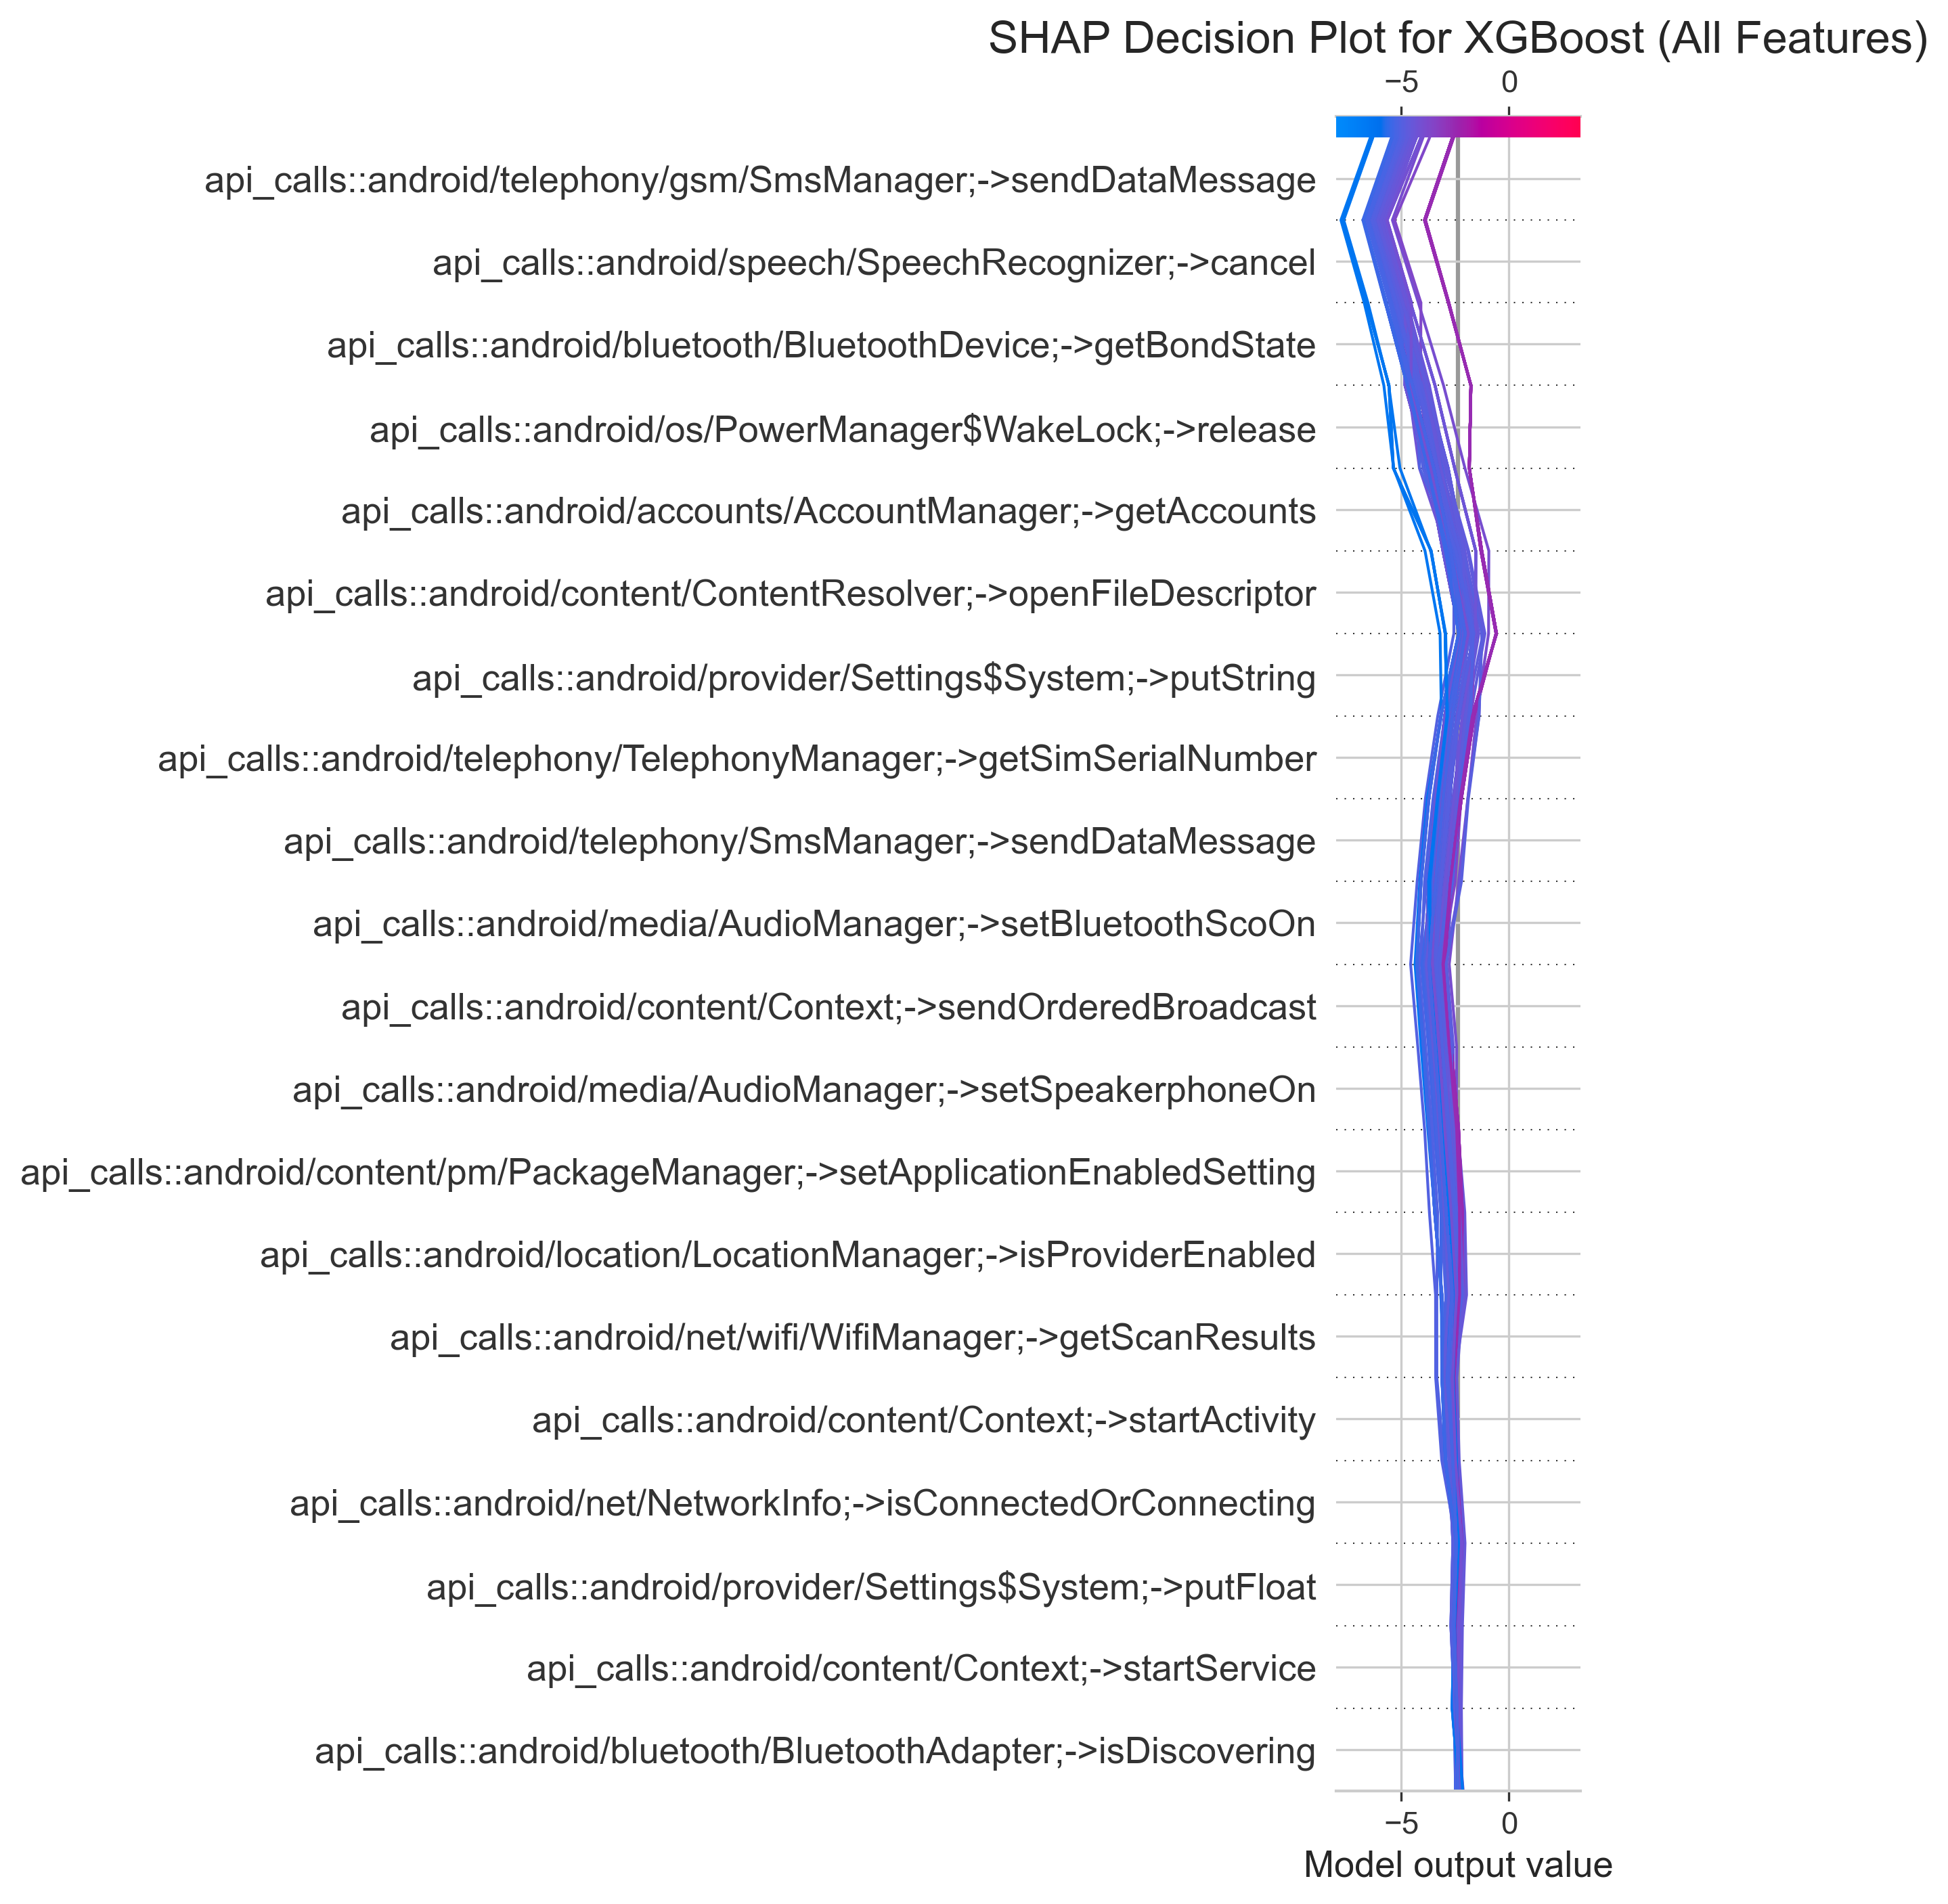 SHAP Decision Plot for XGBoost (All Features)
−5 0
api_calls::android/telephony/gsm/SmsManager;->sendDataMessage
api_calls::android/speech/SpeechRecognizer;->cancel
api_calls::android/bluetooth/BluetoothDevice;->getBondState
api_calls::android/os/PowerManager$WakeLock;->release
api_calls::android/accounts/AccountManager;->getAccounts
api_calls::android/content/ContentResolver;->openFileDescriptor
api_calls::android/provider/Settings$System;->putString
api_calls::android/telephony/TelephonyManager;->getSimSerialNumber
api_calls::android/telephony/SmsManager;->sendDataMessage
api_calls::android/media/AudioManager;->setBluetoothScoOn
api_calls::android/content/Context;->sendOrderedBroadcast
api_calls::android/media/AudioManager;->setSpeakerphoneOn
api_calls::android/content/pm/PackageManager;->setApplicationEnabledSetting
api_calls::android/location/LocationManager;->isProviderEnabled
api_calls::android/net/wifi/WifiManager;->getScanResults
api_calls::android/content/Context;->startActivity
api_calls::android/net/NetworkInfo;->isConnectedOrConnecting
api_calls::android/provider/Settings$System;->putFloat
api_calls::android/content/Context;->startService
api_calls::android/bluetooth/BluetoothAdapter;->isDiscovering
−5 0
Model output value